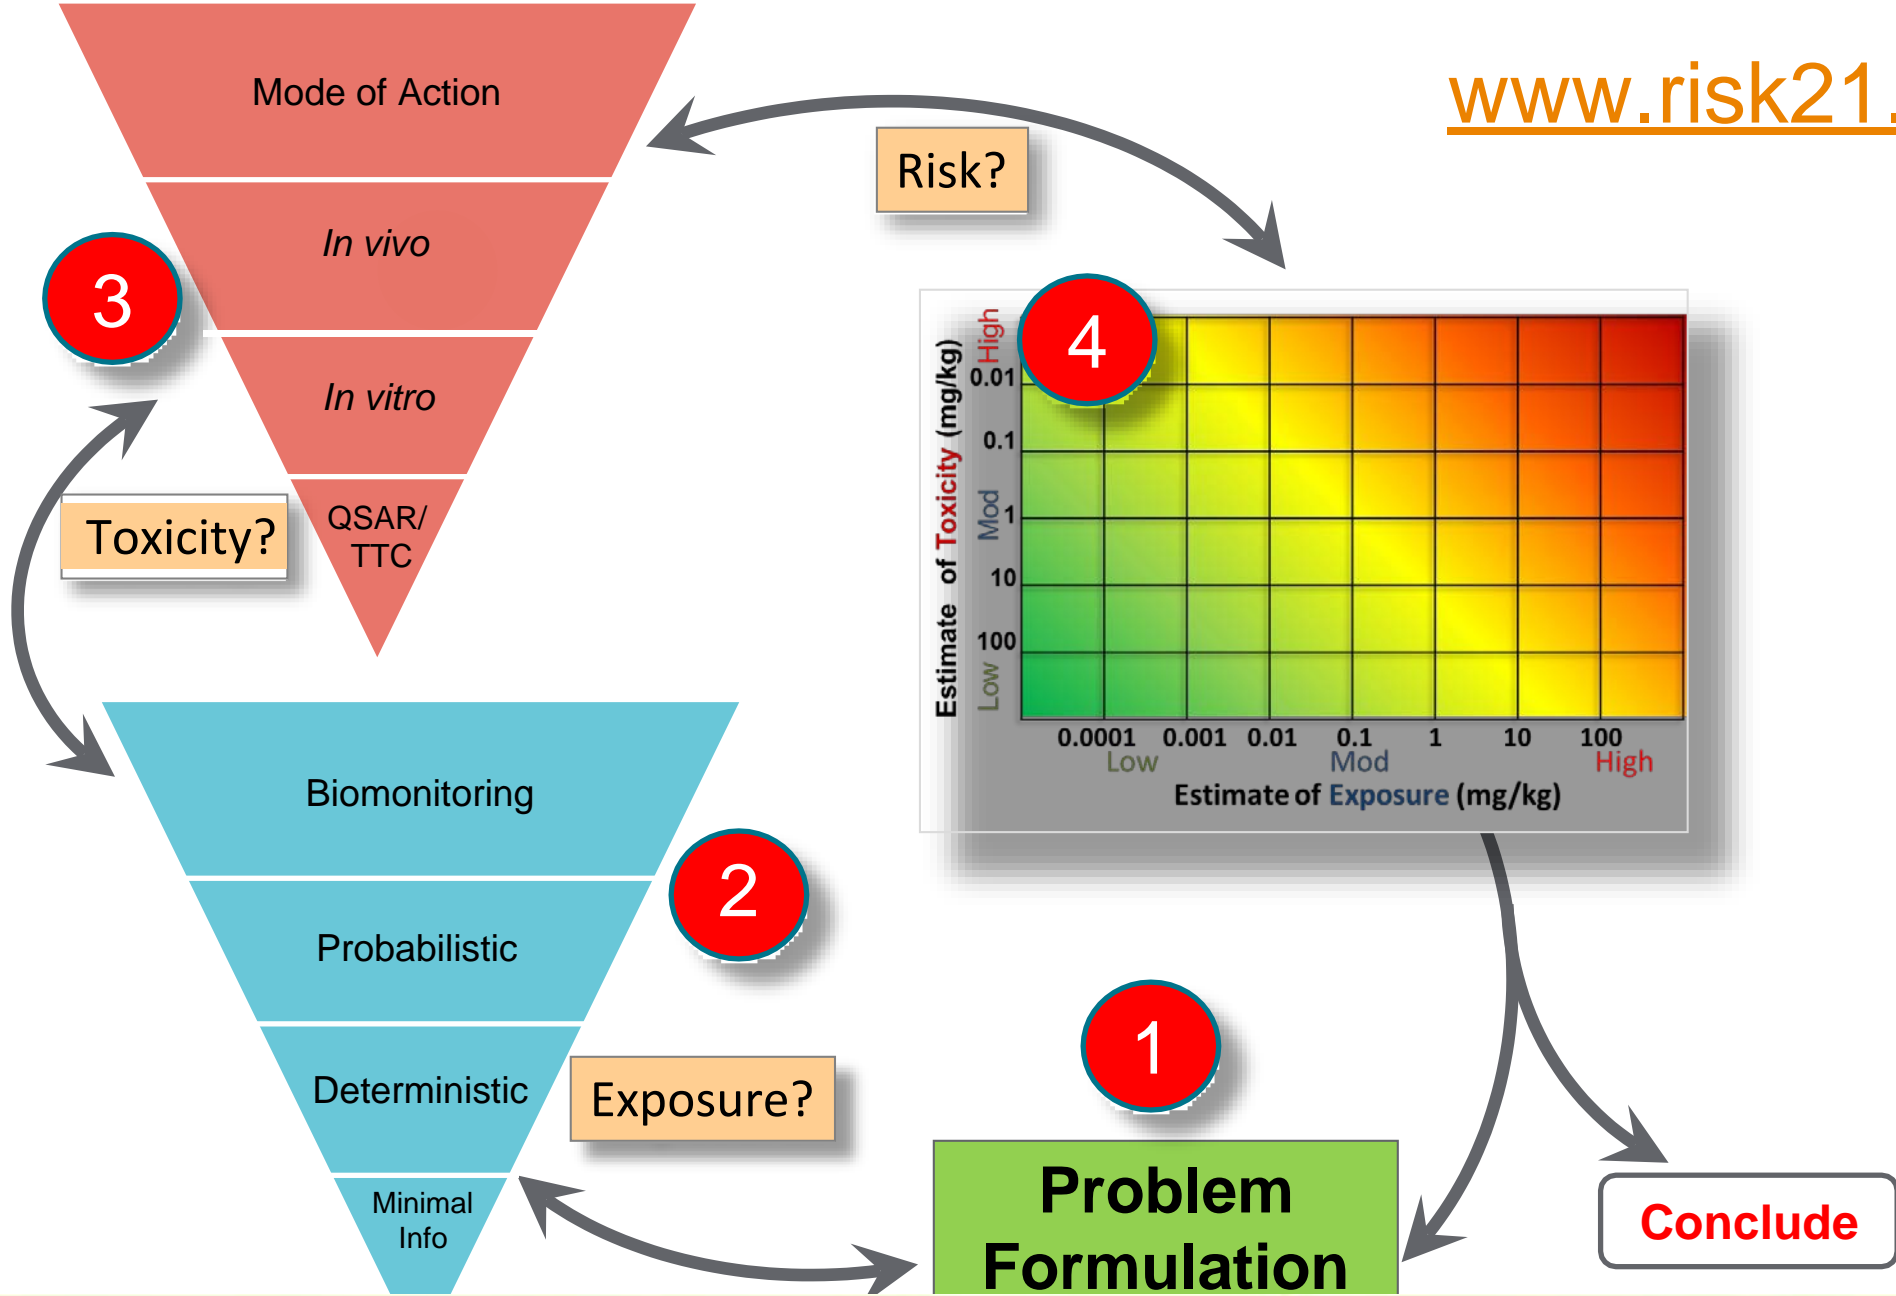 www.risk21.
Mode of Action
Risk?
In vivo
3
In vitro
Toxicity?
QSAR/
TTC
4
Estimate of Toxicity (mg/kg)
High
Mod
Low
0.01
0.1
1
10
100
0.0001 0.001 0.01 0.1 1 10 100
Low Mod High
Estimate of Exposure (mg/kg)
Biomonitoring
2
Probabilistic
Deterministic
Exposure?
Minimal
Info
1
Problem
Formulation
Conclude